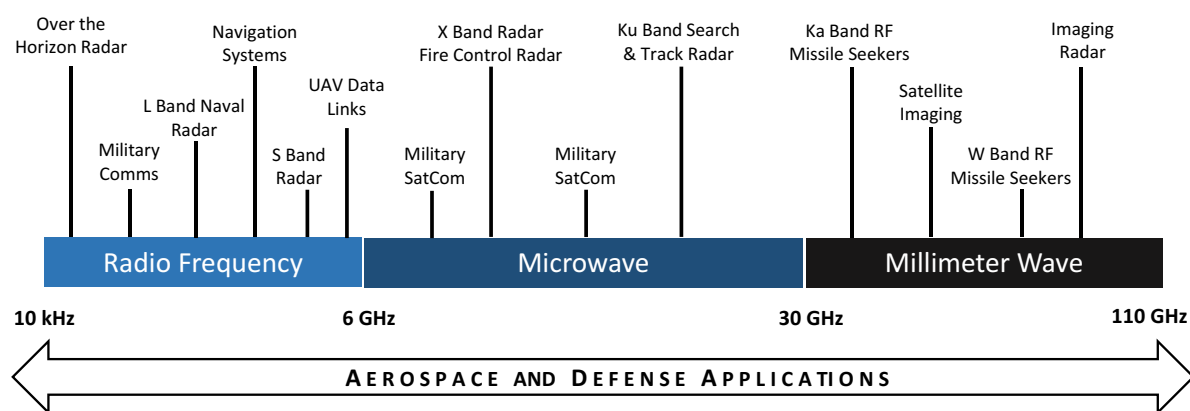 Over the
Horizon Radar
Military
Comms
L Band Naval
Radar
Navigation
Systems
S Band
Radar
UAV Data
Links
Military
SatCom
X Band Radar
Fire Control Radar
Military
SatCom
Ku Band Search
& Track Radar
Ka Band RF
Missile Seekers
Satellite
Imaging
W Band RF
Missile Seekers
Imaging
Radar
Radio Frequency
Microwave
Millimeter Wave
10 kHz
6 GHz
30 GHz
110 GHz
AEROSPACE AND DEFENSE APPLICATIONS